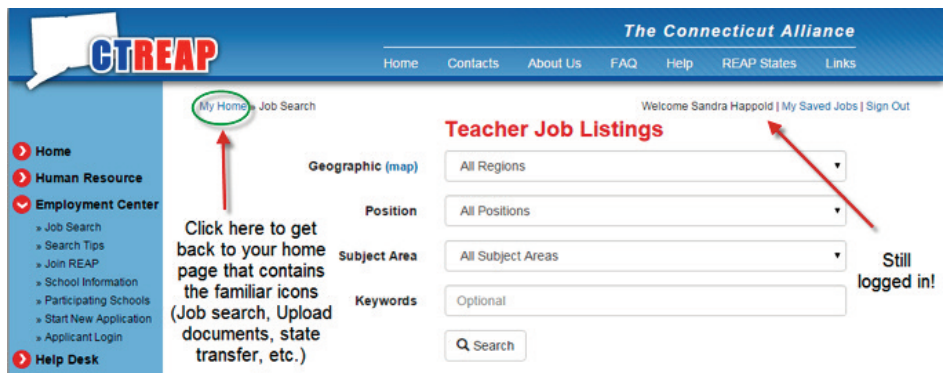 The Connecticut Alliance
CTREAP
Home Contacts About Us FAQ Help REAP States Links
My Home » Job Search
Welcome Sandra Happold | My Saved Jobs | Sign Out
Teacher Job Listings
Home
Human Resource
Employment Center
» Job Search
» Search Tips
» Join REAP
» School Information
» Participating Schools
» Start New Application
» Applicant Login
Help Desk
Click here to get
back to your home
page that contains
the familiar icons
(Job search, Upload
documents, state
transfer, etc.)
Geographic (map) All Regions
Position All Positions
Subject Area All Subject Areas
Keywords Optional
Search
Still
logged in!